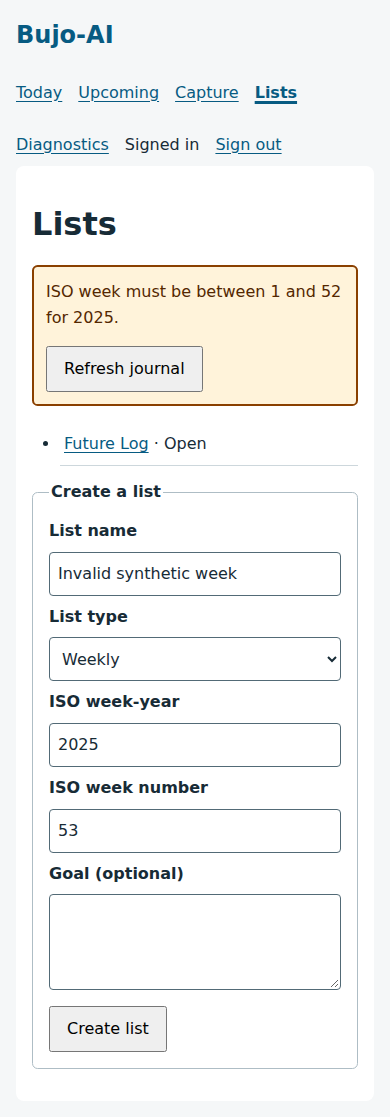 Bujo-AI
Today Upcoming Capture Lists
Diagnostics Signed in Sign out
Lists
ISO week must be between 1 and 52
for 2025.
Refresh journal
Future Log · Open
Create a list
List name
Invalid synthetic week
List type
Weekly
ISO week-year
2025
ISO week number
53
Goal (optional)
Create list